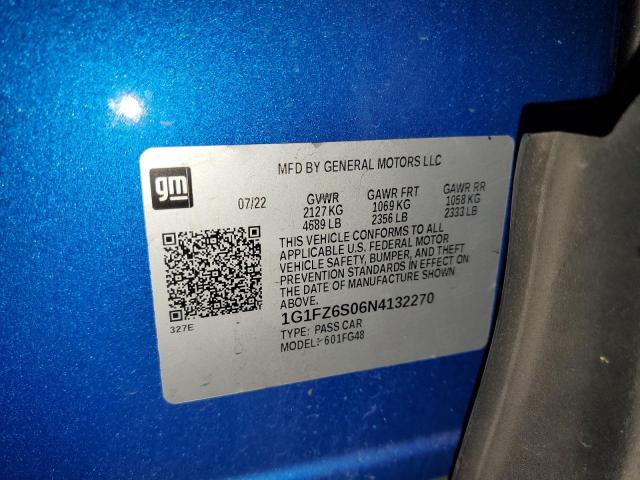 gm
MFD BY GENERAL MOTORS LLC
07/22 GVWR GAWR FRT GAWR RR
2127 KG 1069 KG 1058 KG
4689 LB 2356 LB 2333 LB
THIS VEHICLE CONFORMS TO ALL
APPLICABLE U.S. FEDERAL MOTOR
VEHICLE SAFETY, BUMPER, AND THEFT
PREVENTION STANDARDS IN EFFECT ON
THE DATE OF MANUFACTURE SHOWN
ABOVE.
327E
1G1FZ6S06N4132270
TYPE: PASS CAR
MODEL: 601FG48